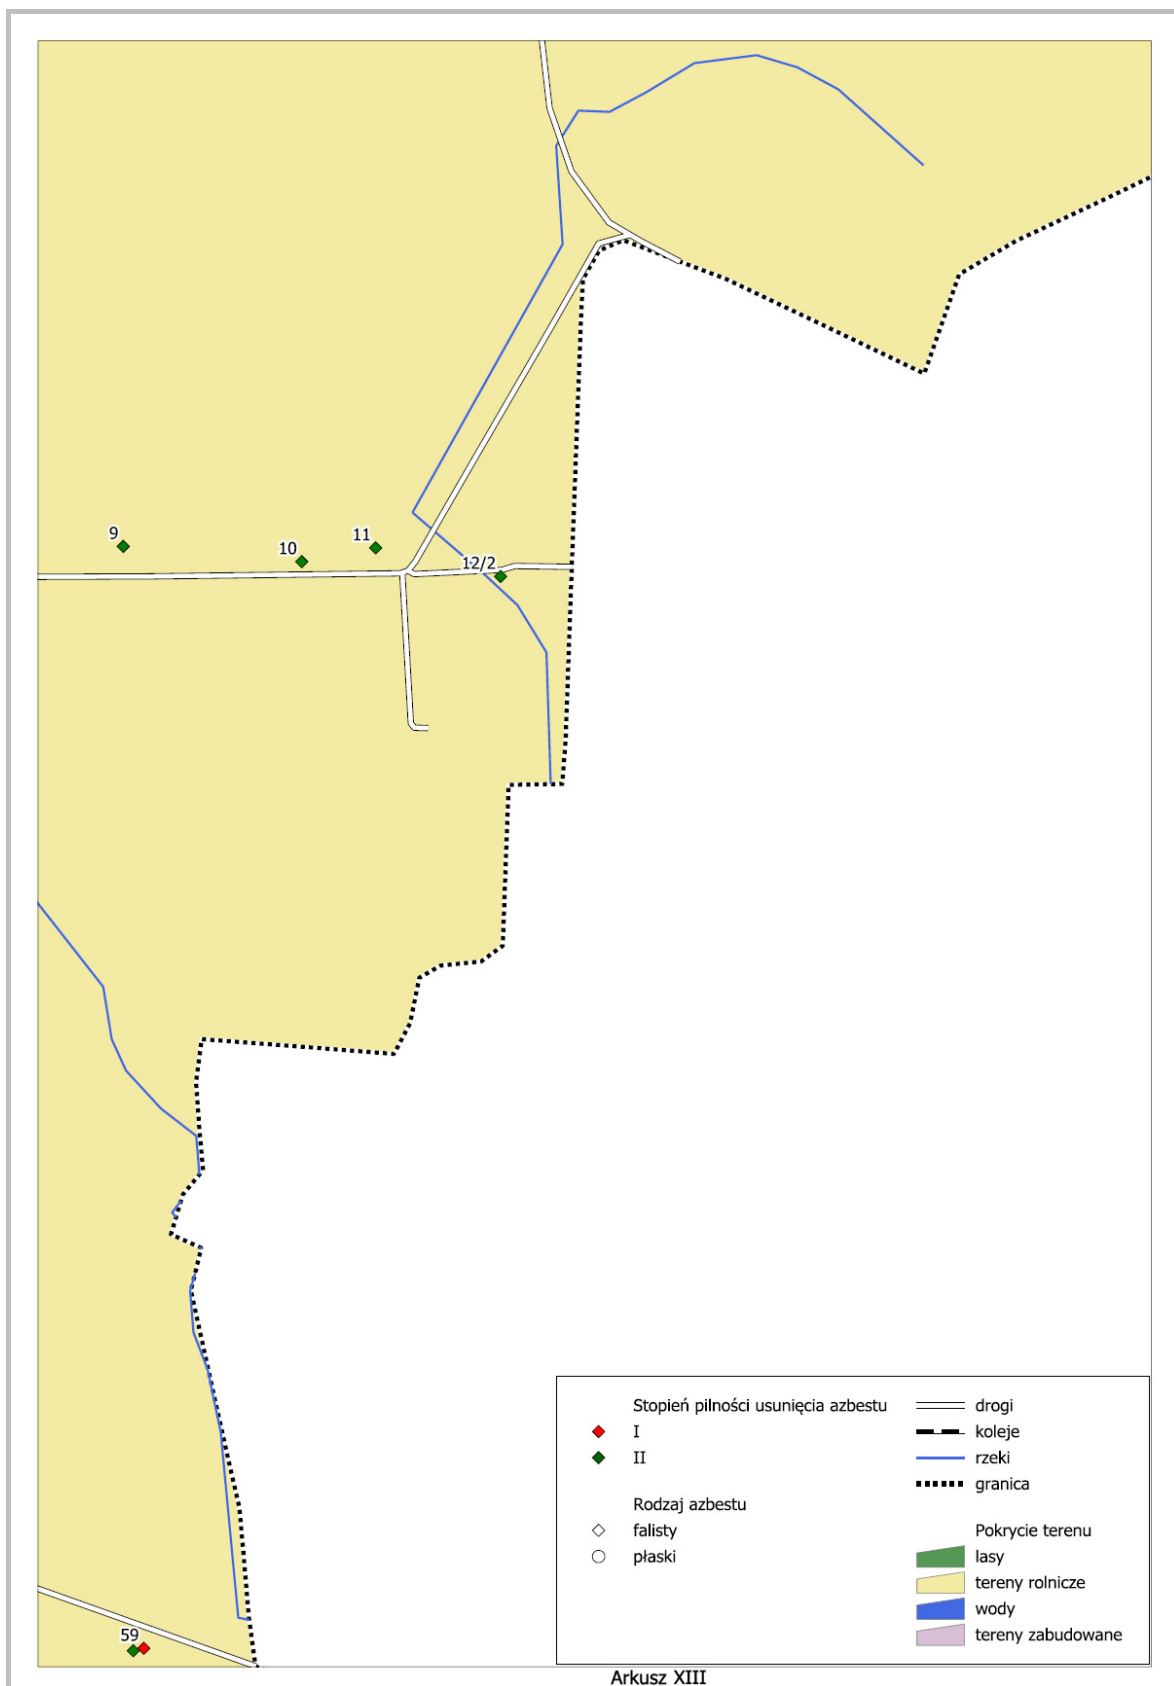 9
10
11
12/2
59
Stopień pilności usunięcia azbestu
I
II
Rodzaj azbestu
falisty
płaski
drogi
koleje
rzeki
granica
Pokrycie terenu
lasy
tereny rolnicze
wody
tereny zabudowane
Arkusz XIII